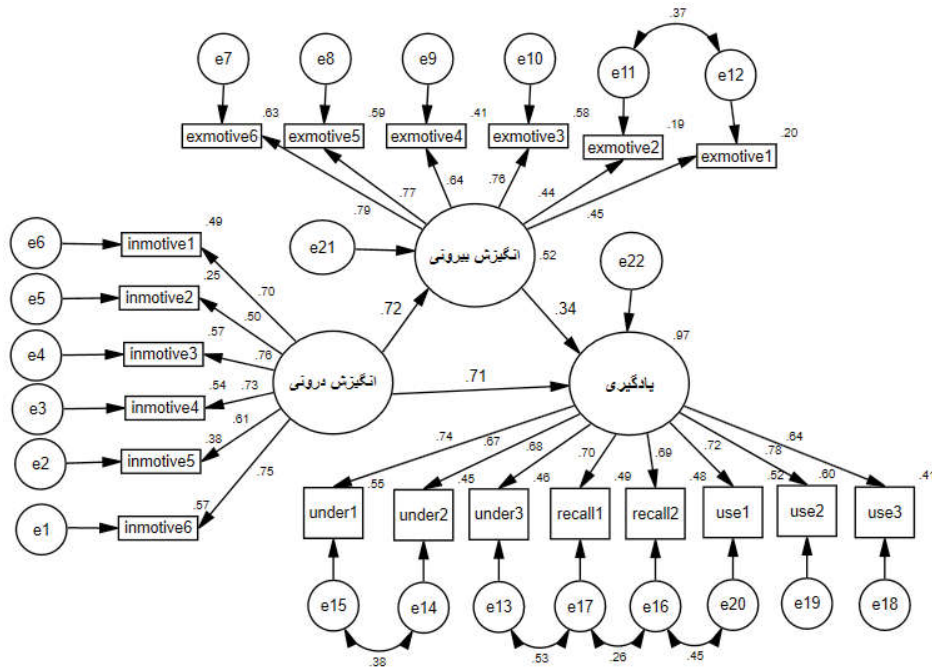 .37
e7
e8
e9
e10
e11
e12
.63
.59
.41
.58
.19
.20
exmotive6
exmotive5
exmotive4
exmotive3
exmotive2
exmotive1
.79
.77
.64
.76
.44
.45
e6
inmotive1
.49
e21
انگیزش بیرونی
.52
e22
e5
inmotive2
.25
.70
.50
.72
.34
.97
e4
inmotive3
.57
.76
انگیزش درونی
.71
یادگیری
e3
inmotive4
.54
.73
e2
inmotive5
.38
.61
e1
inmotive6
.57
.75
.74
.67
.68
.70
.69
.72
.78
.64
.55
.45
.46
.49
.48
.52
.60
.41
under1
under2
under3
recall1
recall2
use1
use2
use3
e15
e14
e13
e17
e16
e20
e19
e18
.38
.53
.26
.45